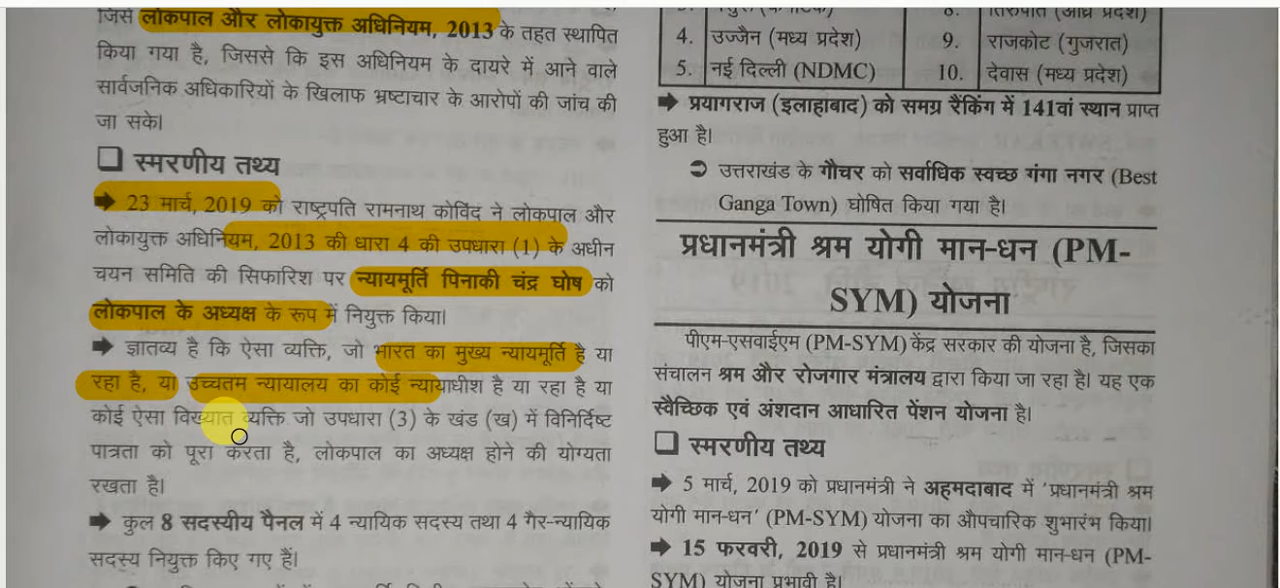 जिसे लोकपाल और लोकायुक्त अधिनियम, 2013 के तहत स्थापित
किया गया है, जिससे कि इस अधिनियम के दायरे में आने वाले
सार्वजनिक अधिकारियों के खिलाफ भ्रष्टाचार के आरोपों की जांच की
जा सके।
❑ स्मरणीय तथ्य
➡ 23 मार्च, 2019 को राष्ट्रपति रामनाथ कोविंद ने लोकपाल और
लोकायुक्त अधिनियम, 2013 की धारा 4 की उपधारा (1) के अधीन
चयन समिति की सिफारिश पर न्यायमूर्ति पिनाकी चंद्र घोष को
लोकपाल के अध्यक्ष के रूप में नियुक्त किया।
➡ ज्ञातव्य है कि ऐसा व्यक्ति, जो भारत का मुख्य न्यायमूर्ति है या
रहा है, या उच्चतम न्यायालय का कोई न्यायाधीश है या रहा है या
कोई ऐसा विख्यात व्यक्ति जो उपधारा (3) के खंड (ख) में विनिर्दिष्ट
पात्रता को पूरा करता है, लोकपाल का अध्यक्ष होने की योग्यता
रखता है।
➡ कुल 8 सदस्यीय पैनल में 4 न्यायिक सदस्य तथा 4 गैर-न्यायिक
सदस्य नियुक्त किए गए हैं।
8. तिरुपति (आंध्र प्रदेश)
4. उज्जैन (मध्य प्रदेश) 9. राजकोट (गुजरात)
5. नई दिल्ली (NDMC) 10. देवास (मध्य प्रदेश)
➡ प्रयागराज (इलाहाबाद) को समग्र रैंकिंग में 141वां स्थान प्राप्त
हुआ है।
➲ उत्तराखंड के गौचर को सर्वाधिक स्वच्छ गंगा नगर (Best
Ganga Town) घोषित किया गया है।
प्रधानमंत्री श्रम योगी मान-धन (PM-
SYM) योजना
पीएम-एसवाईएम (PM-SYM) केंद्र सरकार की योजना है, जिसका
संचालन श्रम और रोजगार मंत्रालय द्वारा किया जा रहा है। यह एक
स्वैच्छिक एवं अंशदान आधारित पेंशन योजना है।
❑ स्मरणीय तथ्य
➡ 5 मार्च, 2019 को प्रधानमंत्री ने अहमदाबाद में 'प्रधानमंत्री श्रम
योगी मान-धन' (PM-SYM) योजना का औपचारिक शुभारंभ किया।
➡ 15 फरवरी, 2019 से प्रधानमंत्री श्रम योगी मान-धन (PM-
SYM) योजना प्रभावी है।